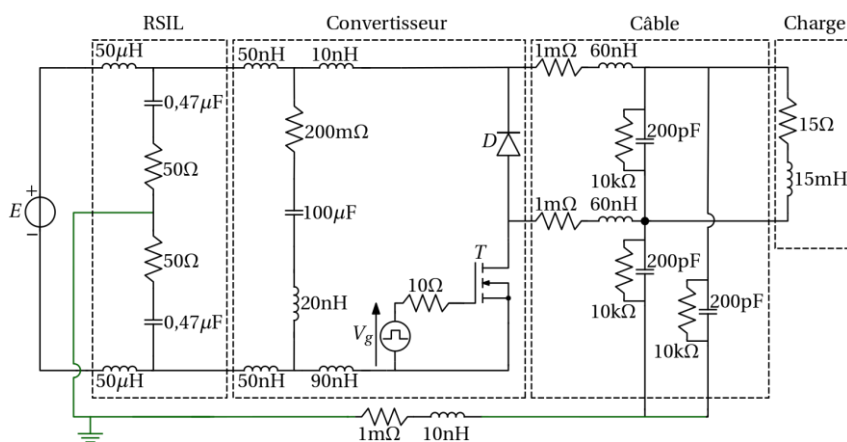 RSIL
Convertisseur
Câble
Charge
50μH
50nH
10nH
1mΩ
60nH
0,47μF
200mΩ
D
200pF
15Ω
50Ω
10kΩ
15mH
E
+
−
100μF
1mΩ
60nH
50Ω
T
200pF
10Ω
20nH
200pF
0,47μF
V_g
10kΩ
10kΩ
50μH
50nH
90nH
1mΩ
10nH